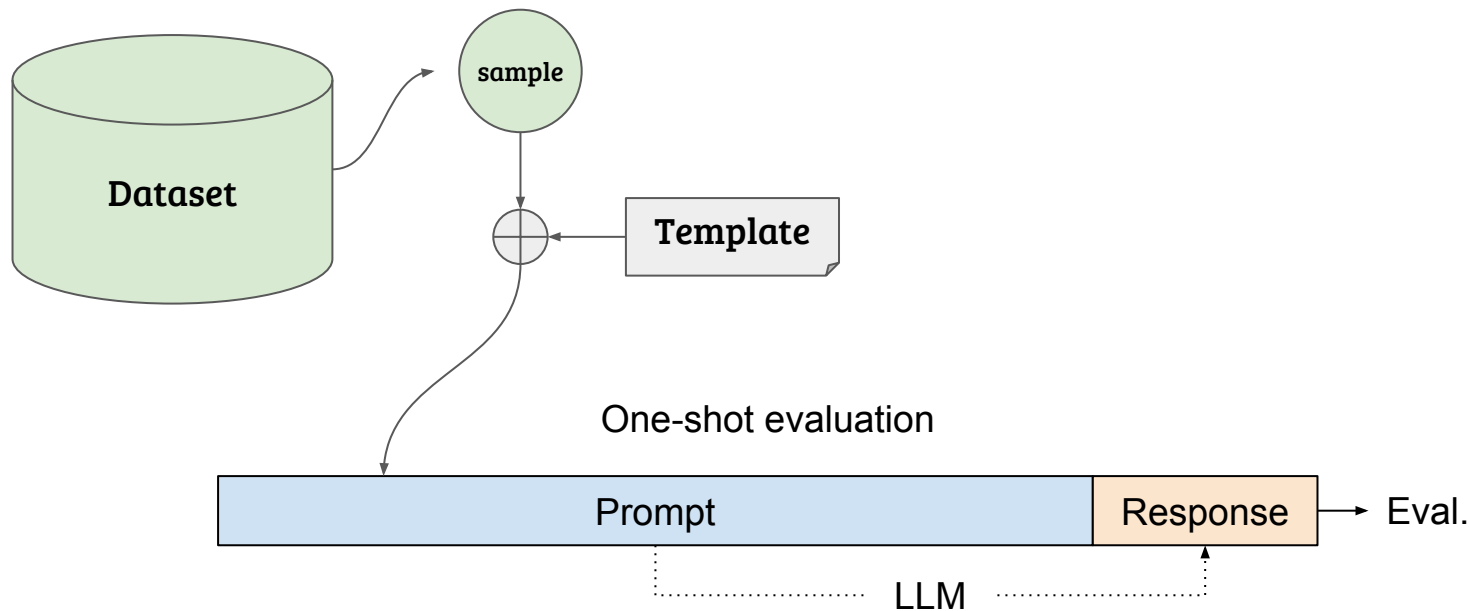 sample
Dataset
Template
One-shot evaluation
Prompt
Response
Eval.
LLM